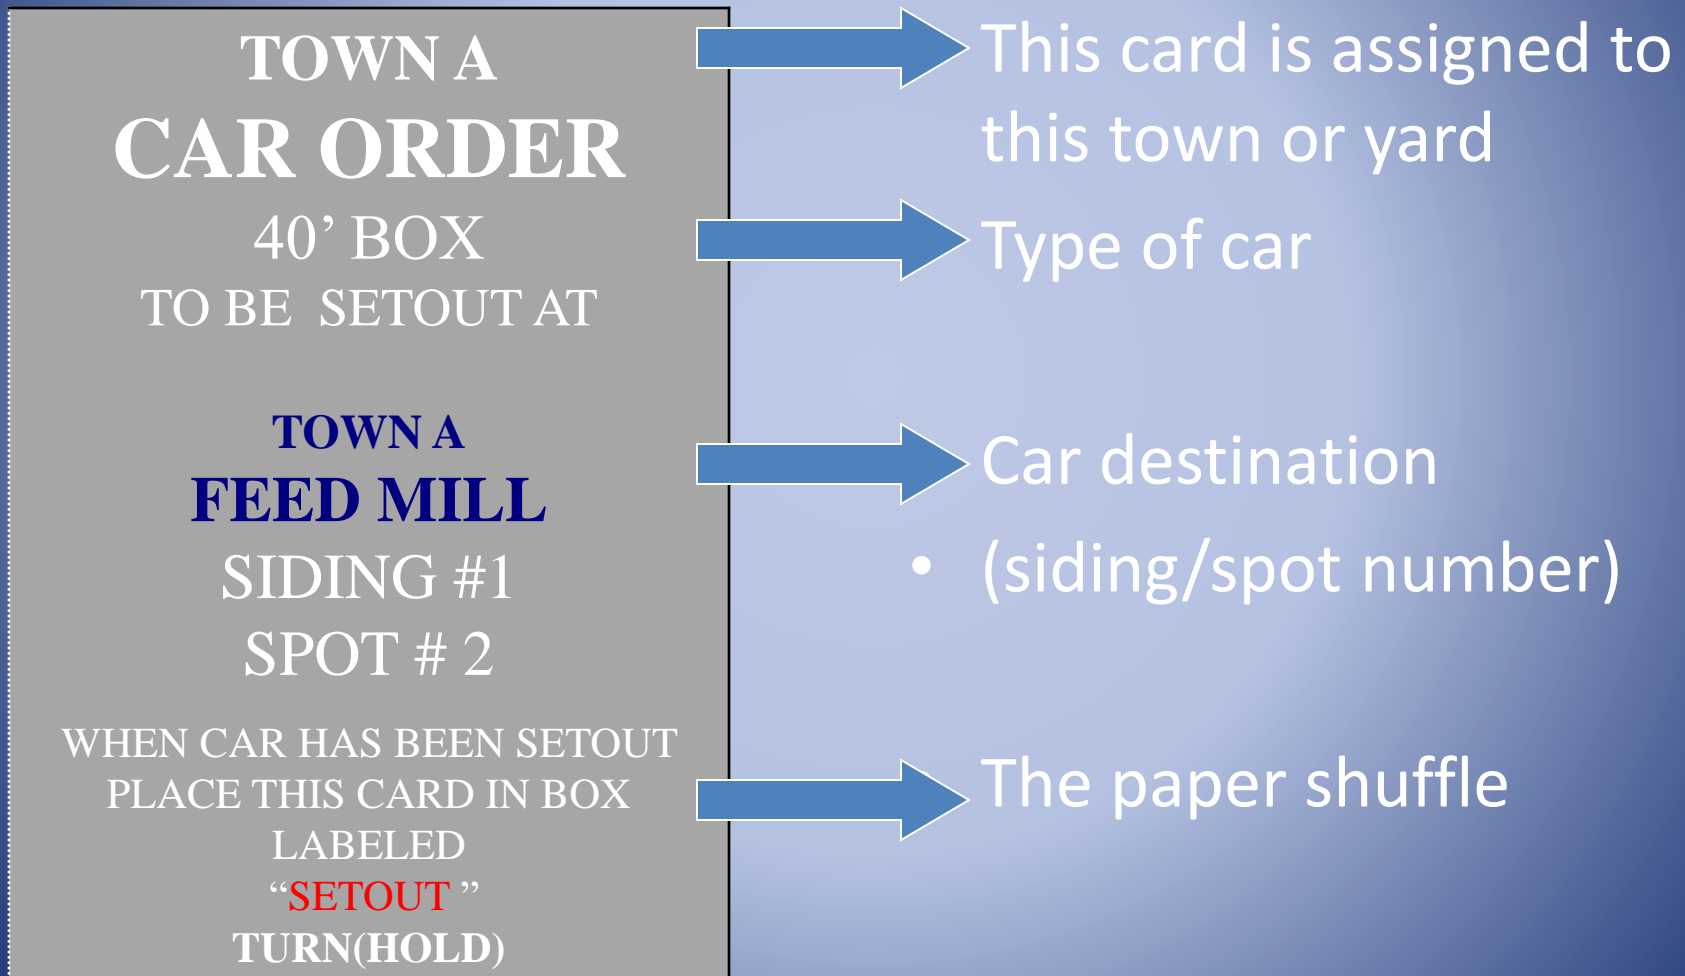 TOWN A
CAR ORDER
40’ BOX
TO BE  SETOUT AT
TOWN A
FEED MILL
SIDING #1
SPOT # 2
WHEN CAR HAS BEEN SETOUT
PLACE THIS CARD IN BOX
LABELED
“SETOUT ”
TURN(HOLD)
This card is assigned to
this town or yard
Type of car
Car destination
• (siding/spot number)
The paper shuffle